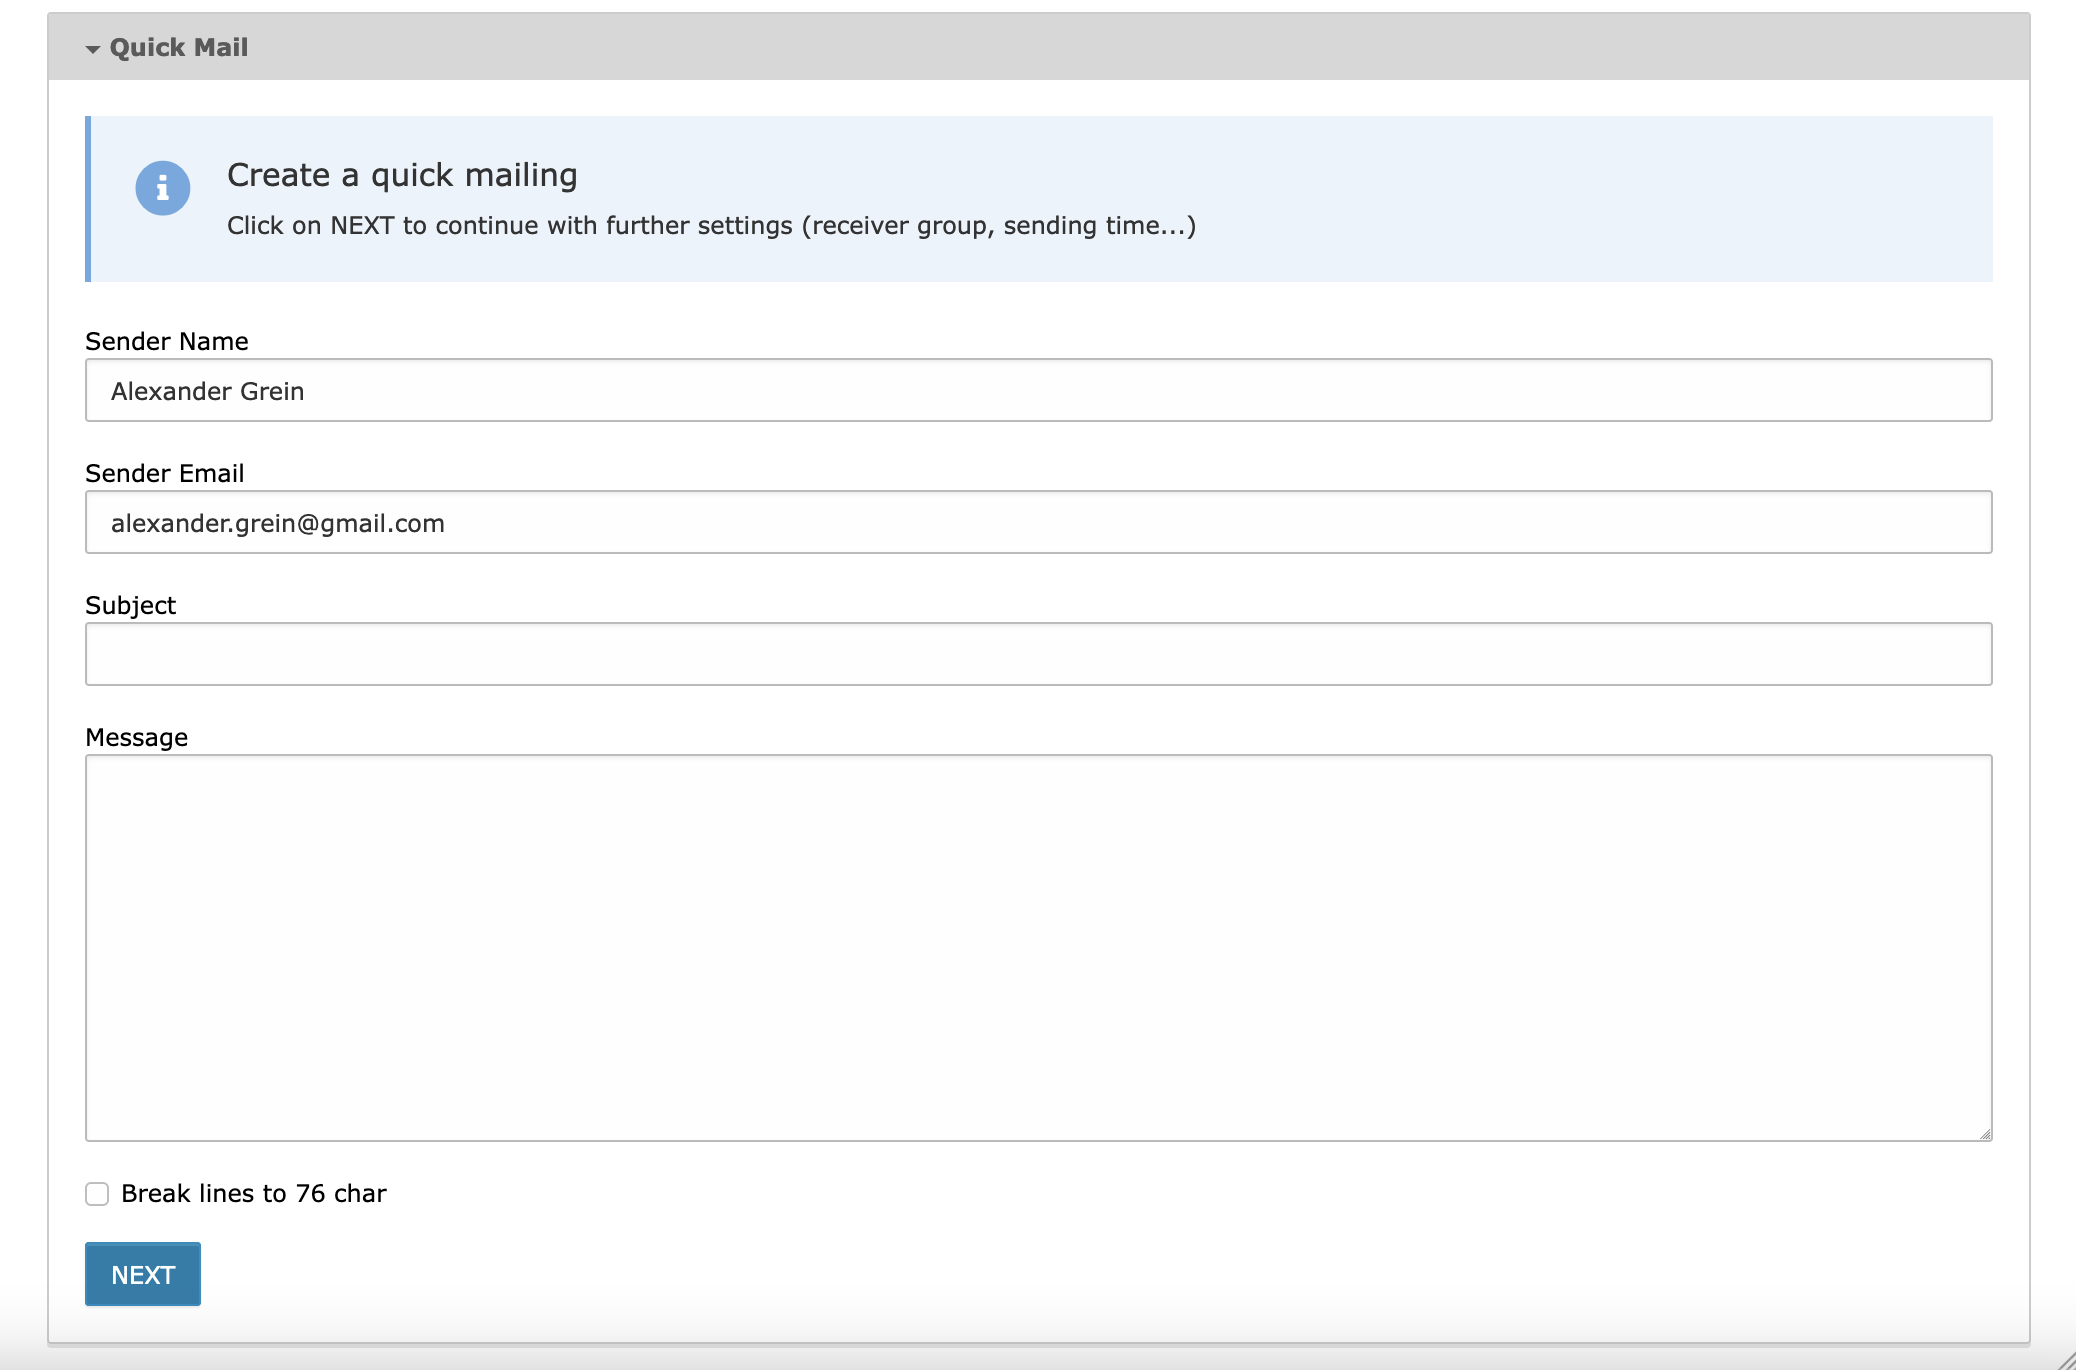 Quick Mail
Create a quick mailing
Click on NEXT to continue with further settings (receiver group, sending time...)
Sender Name
Alexander Grein
Sender Email
alexander.grein@gmail.com
Subject
Message
Break lines to 76 char
NEXT